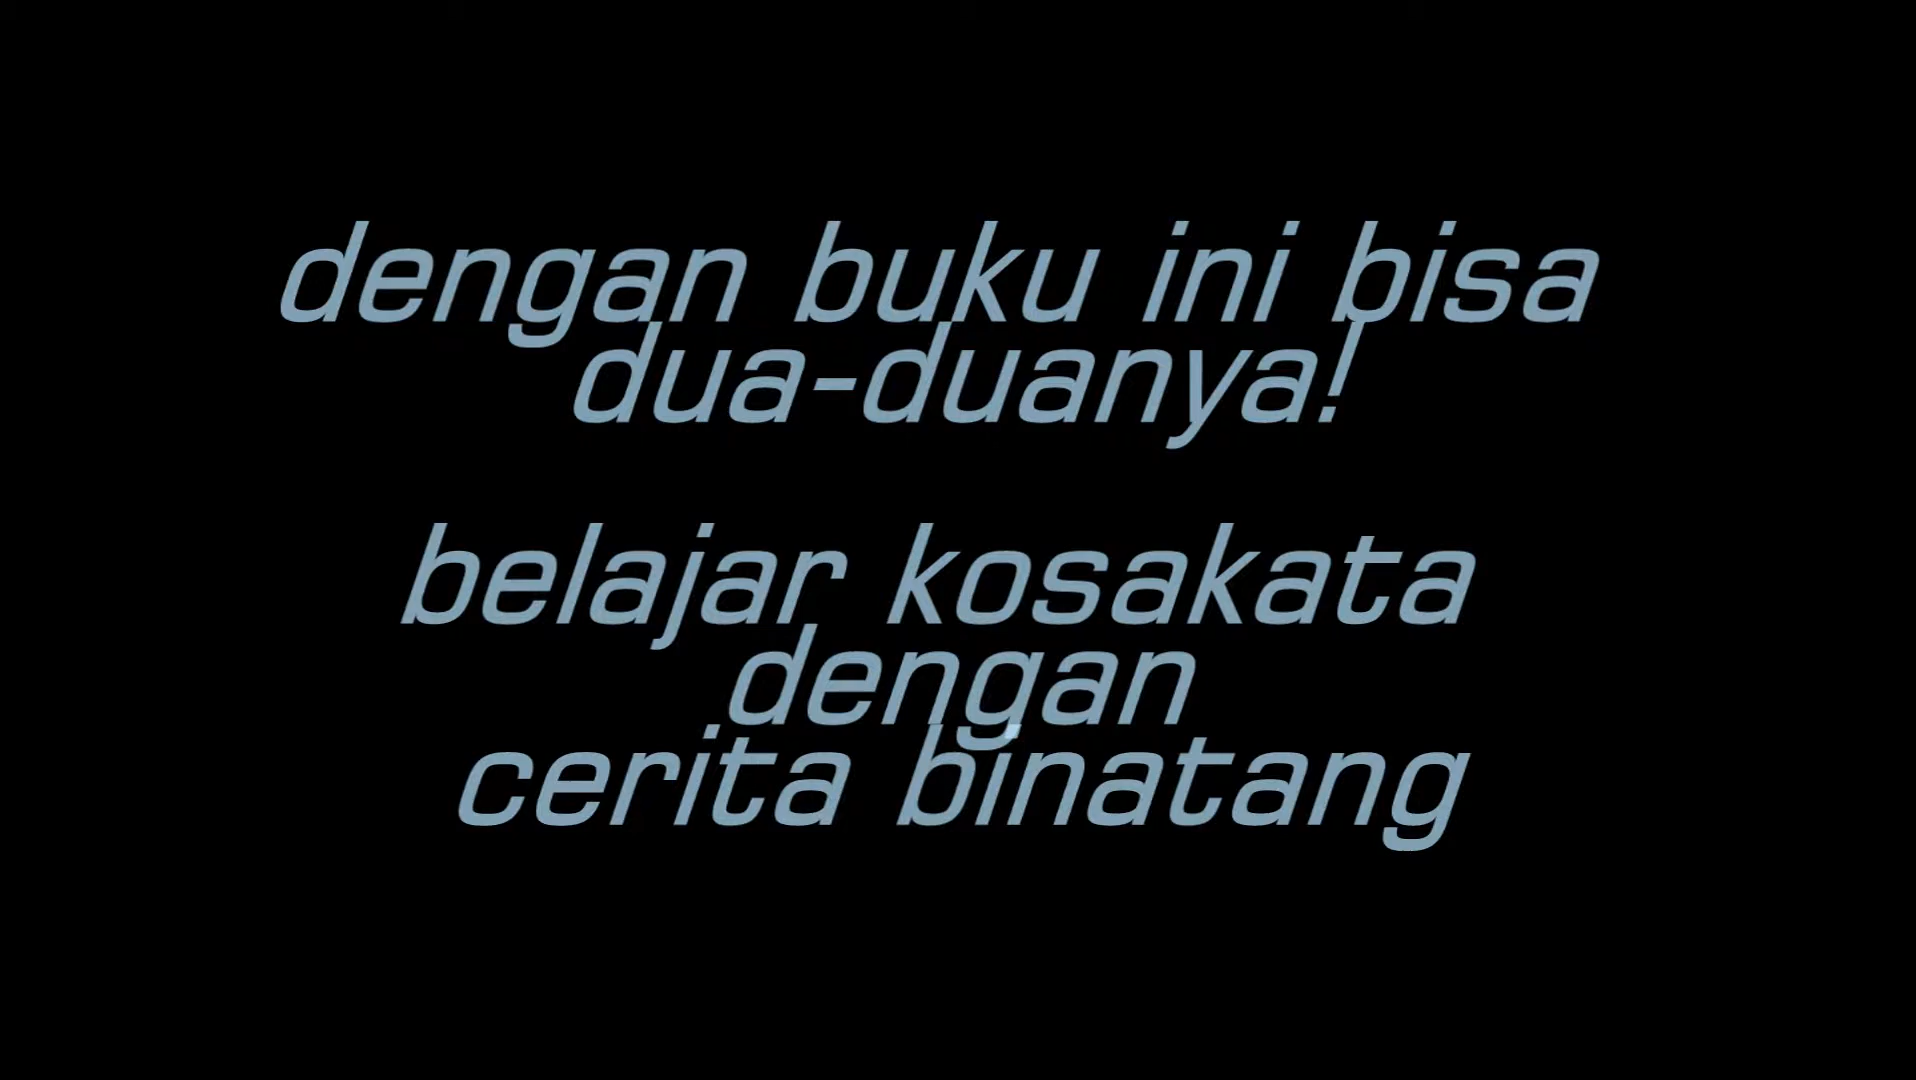 dengan buku ini bisa
dua-duanya!
belajar kosakata
dengan
cerita binatang